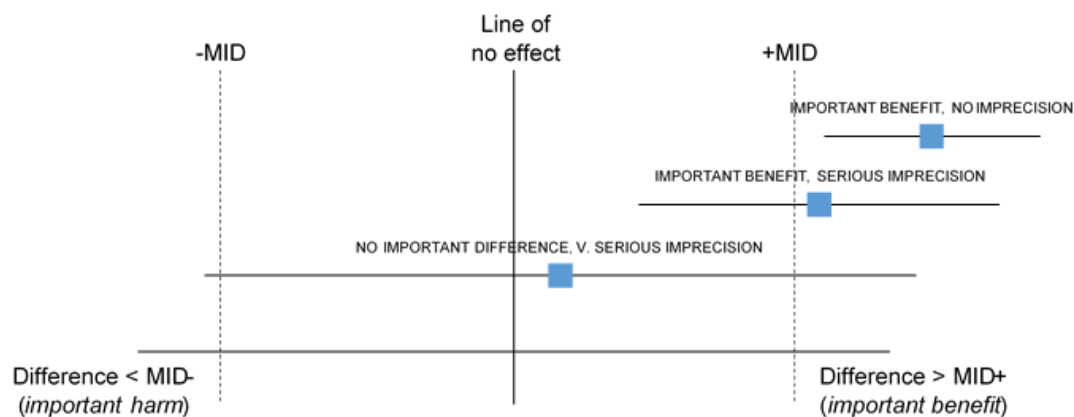 Line of
no effect
-MID
+MID
IMPORTANT BENEFIT, NO IMPRECISION
IMPORTANT BENEFIT, SERIOUS IMPRECISION
NO IMPORTANT DIFFERENCE, V. SERIOUS IMPRECISION
Difference < MID-
(important harm)
Difference > MID+
(important benefit)